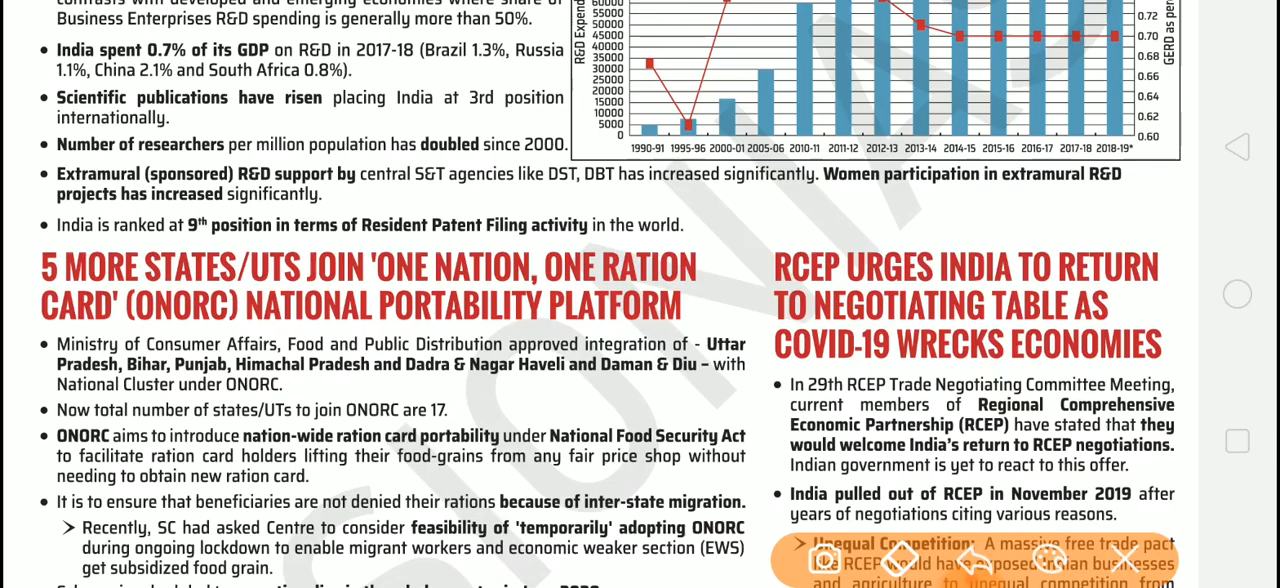 contrasts with developed and emerging economies where share of
Business Enterprises R&D spending is generally more than 50%.
• India spent 0.7% of its GDP on R&D in 2017-18 (Brazil 1.3%, Russia
1.1%, China 2.1% and South Africa 0.8%).
• Scientific publications have risen placing India at 3rd position
internationally.
• Number of researchers per million population has doubled since 2000.
R&D Expend
60000
55000
50000
45000
40000
35000
30000
25000
20000
15000
10000
5000
0
0.72
0.70
0.68
0.66
0.64
0.62
0.60
GERD as per
1990-91 1995-96 2000-01 2005-06 2010-11 2011-12 2012-13 2013-14 2014-15 2015-16 2016-17 2017-18 2018-19*
• Extramural (sponsored) R&D support by central S&T agencies like DST, DBT has increased significantly. Women participation in extramural R&D
projects has increased significantly.
• India is ranked at 9th position in terms of Resident Patent Filing activity in the world.
5 MORE STATES/UTS JOIN 'ONE NATION, ONE RATION
CARD' (ONORC) NATIONAL PORTABILITY PLATFORM
• Ministry of Consumer Affairs, Food and Public Distribution approved integration of - Uttar
Pradesh, Bihar, Punjab, Himachal Pradesh and Dadra & Nagar Haveli and Daman & Diu – with
National Cluster under ONORC.
• Now total number of states/UTs to join ONORC are 17.
• ONORC aims to introduce nation-wide ration card portability under National Food Security Act
to facilitate ration card holders lifting their food-grains from any fair price shop without
needing to obtain new ration card.
• It is to ensure that beneficiaries are not denied their rations because of inter-state migration.
➢ Recently, SC had asked Centre to consider feasibility of 'temporarily' adopting ONORC
during ongoing lockdown to enable migrant workers and economic weaker section (EWS)
get subsidized food grain.
RCEP URGES INDIA TO RETURN
TO NEGOTIATING TABLE AS
COVID-19 WRECKS ECONOMIES
• In 29th RCEP Trade Negotiating Committee Meeting,
current members of Regional Comprehensive
Economic Partnership (RCEP) have stated that they
would welcome India's return to RCEP negotiations.
Indian government is yet to react to this offer.
• India pulled out of RCEP in November 2019 after
years of negotiations citing various reasons.
➢ Unequal Competition: A massive free trade pact
like RCEP would have exposed Indian businesses
and agriculture to unequal competition from